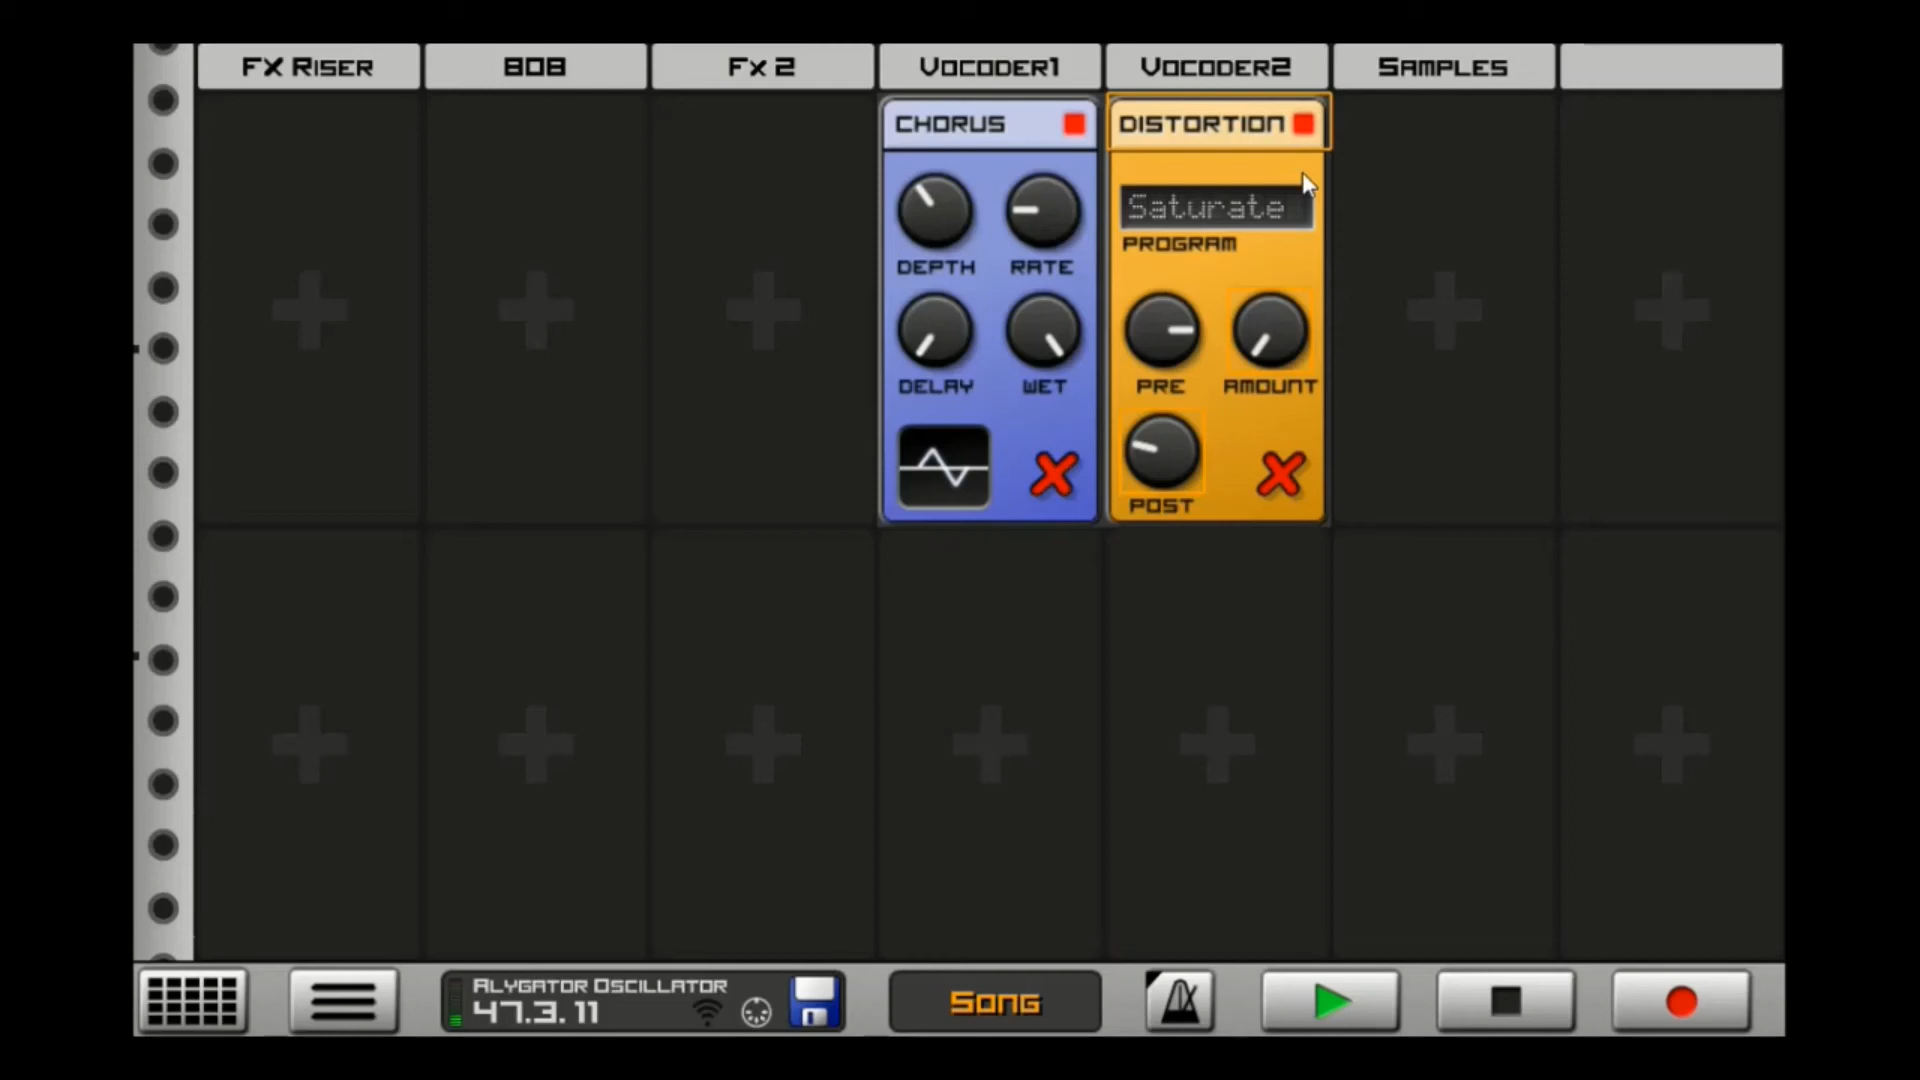 FX Riser
808
Fx 2
Vocoder1
Vocoder2
Samples
CHORUS
DISTORTION
Saturate
PROGRAM
DEPTH
RATE
DELAY
WET
PRE
AMOUNT
POST
Alygator Oscillator
47.3.11
Song